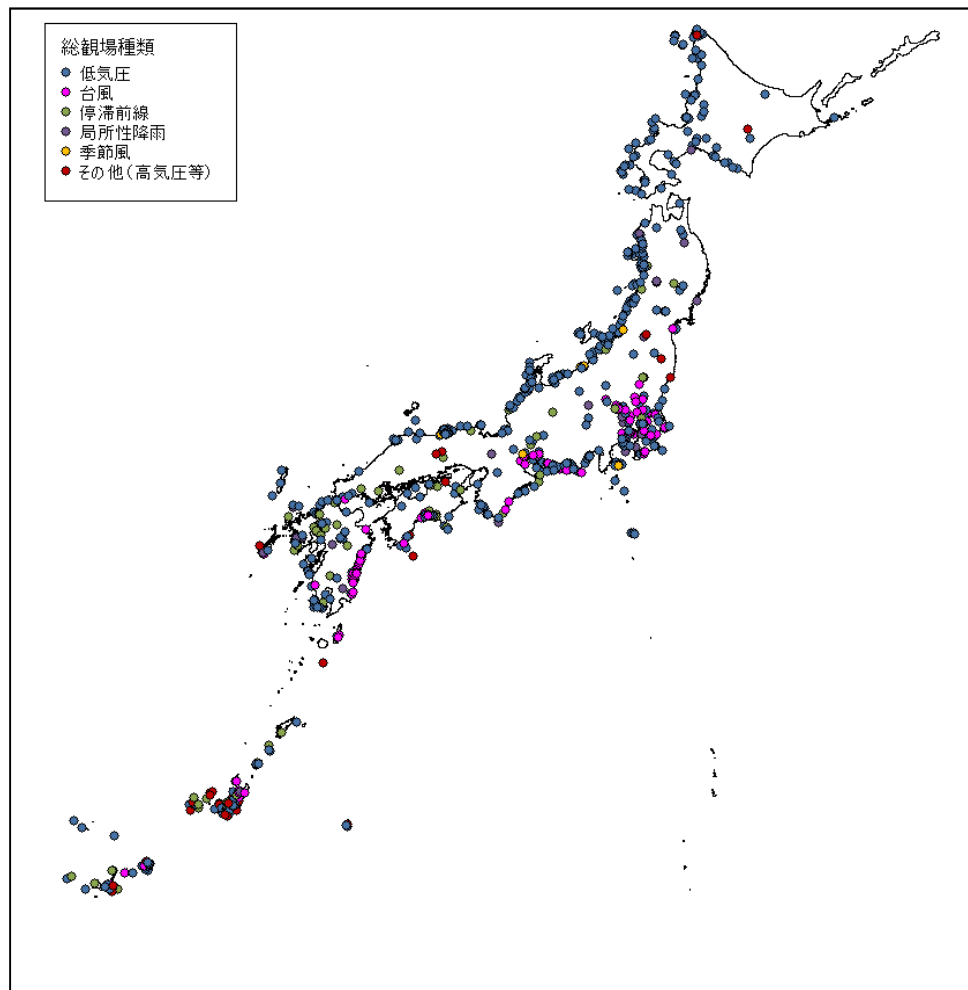 総観場種類
低気圧
台風
停滞前線
局所性降雨
季節風
その他(高気圧等)